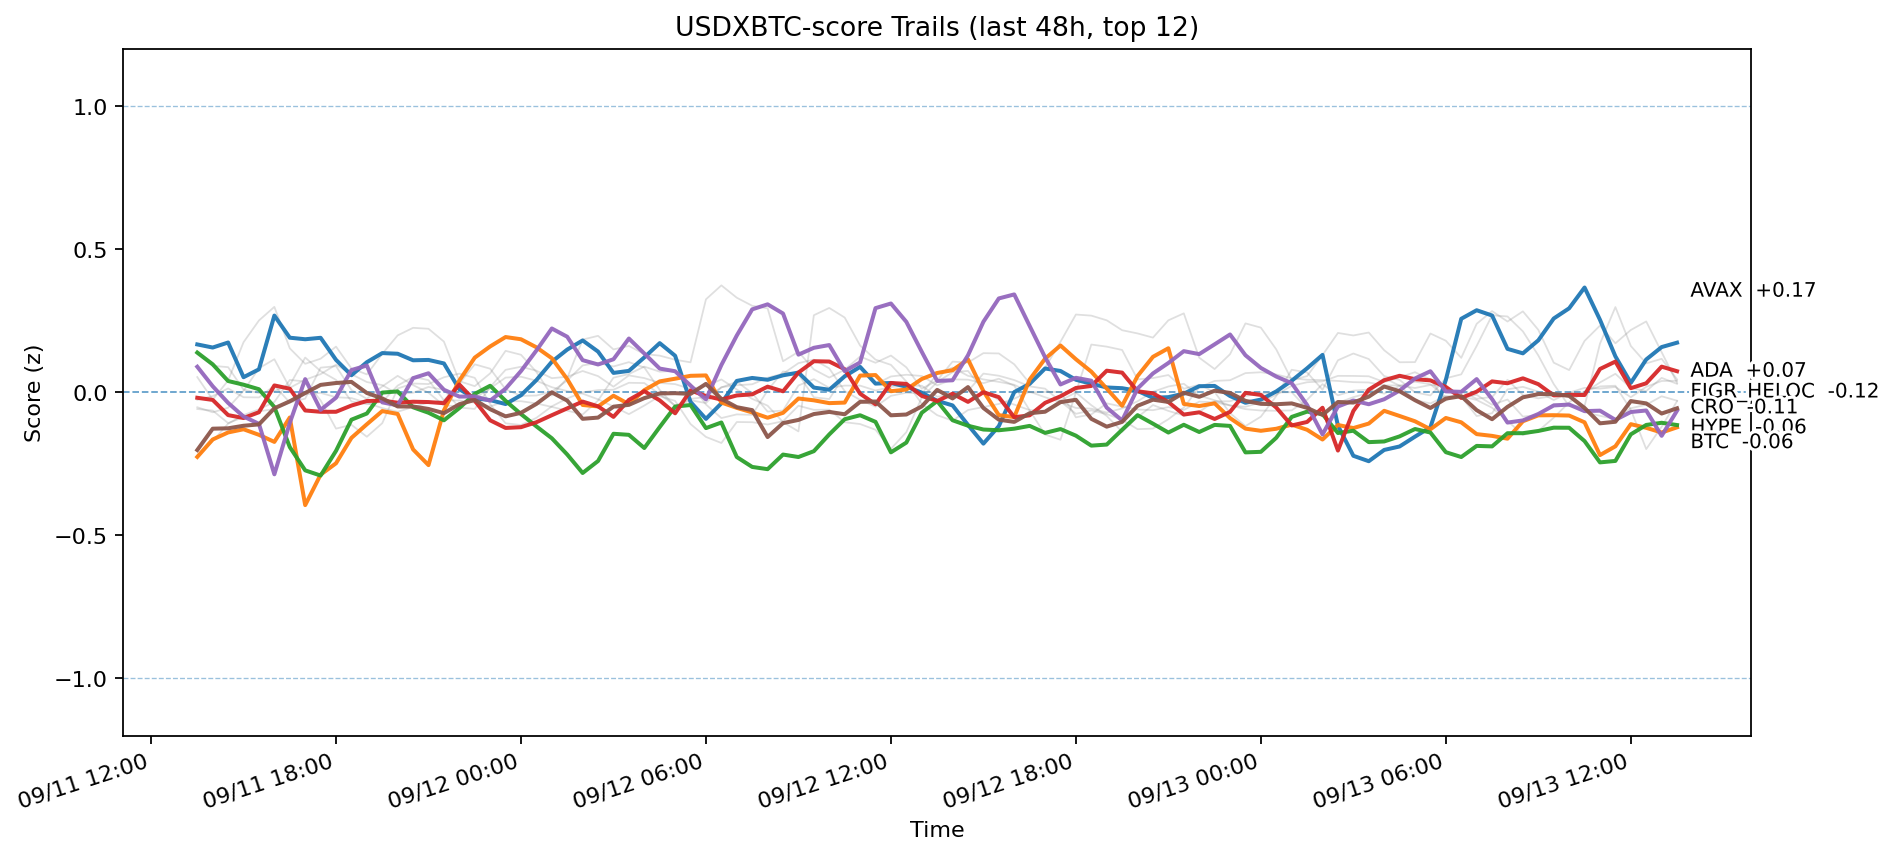 USDXBTC-score Trails (last 48h, top 12)
Score (z)
1.0
0.5
0.0
−0.5
−1.0
AVAX +0.17
ADA +0.07
FIGR_HELOC -0.12
CRO -0.11
HYPE -0.06
BTC -0.06
09/11 12:00
09/11 18:00
09/12 00:00
09/12 06:00
09/12 12:00
09/12 18:00
09/13 00:00
09/13 06:00
09/13 12:00
Time